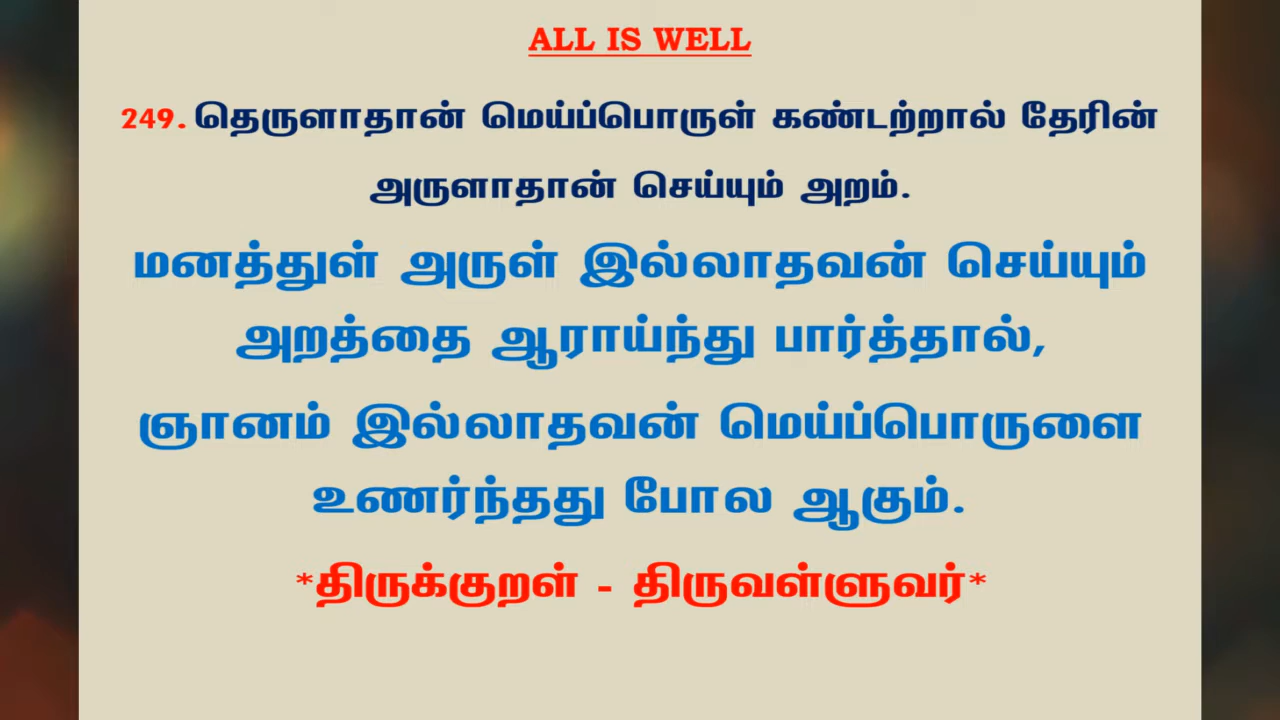 ALL IS WELL
249. தெருளாதான் மெய்ப்பொருள் கண்டற்றால் தேரின்
அருளாதான் செய்யும் அறம்.
மனத்துள் அருள் இல்லாதவன் செய்யும்
அறத்தை ஆராய்ந்து பார்த்தால்,
ஞானம் இல்லாதவன் மெய்ப்பொருளை
உணர்ந்தது போல ஆகும்.
*திருக்குறள் - திருவள்ளுவர்*